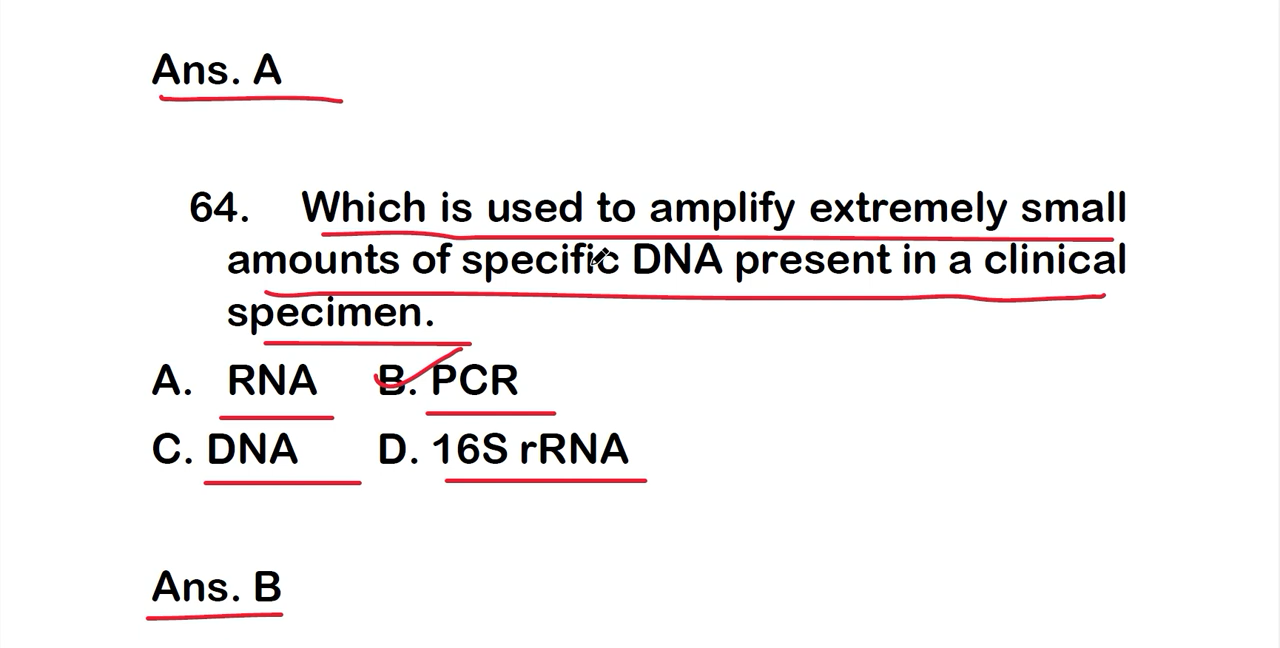 Ans. A
64. Which is used to amplify extremely small
amounts of specific DNA present in a clinical
specimen.
A. RNA B. PCR
C. DNA D. 16S rRNA
Ans. B